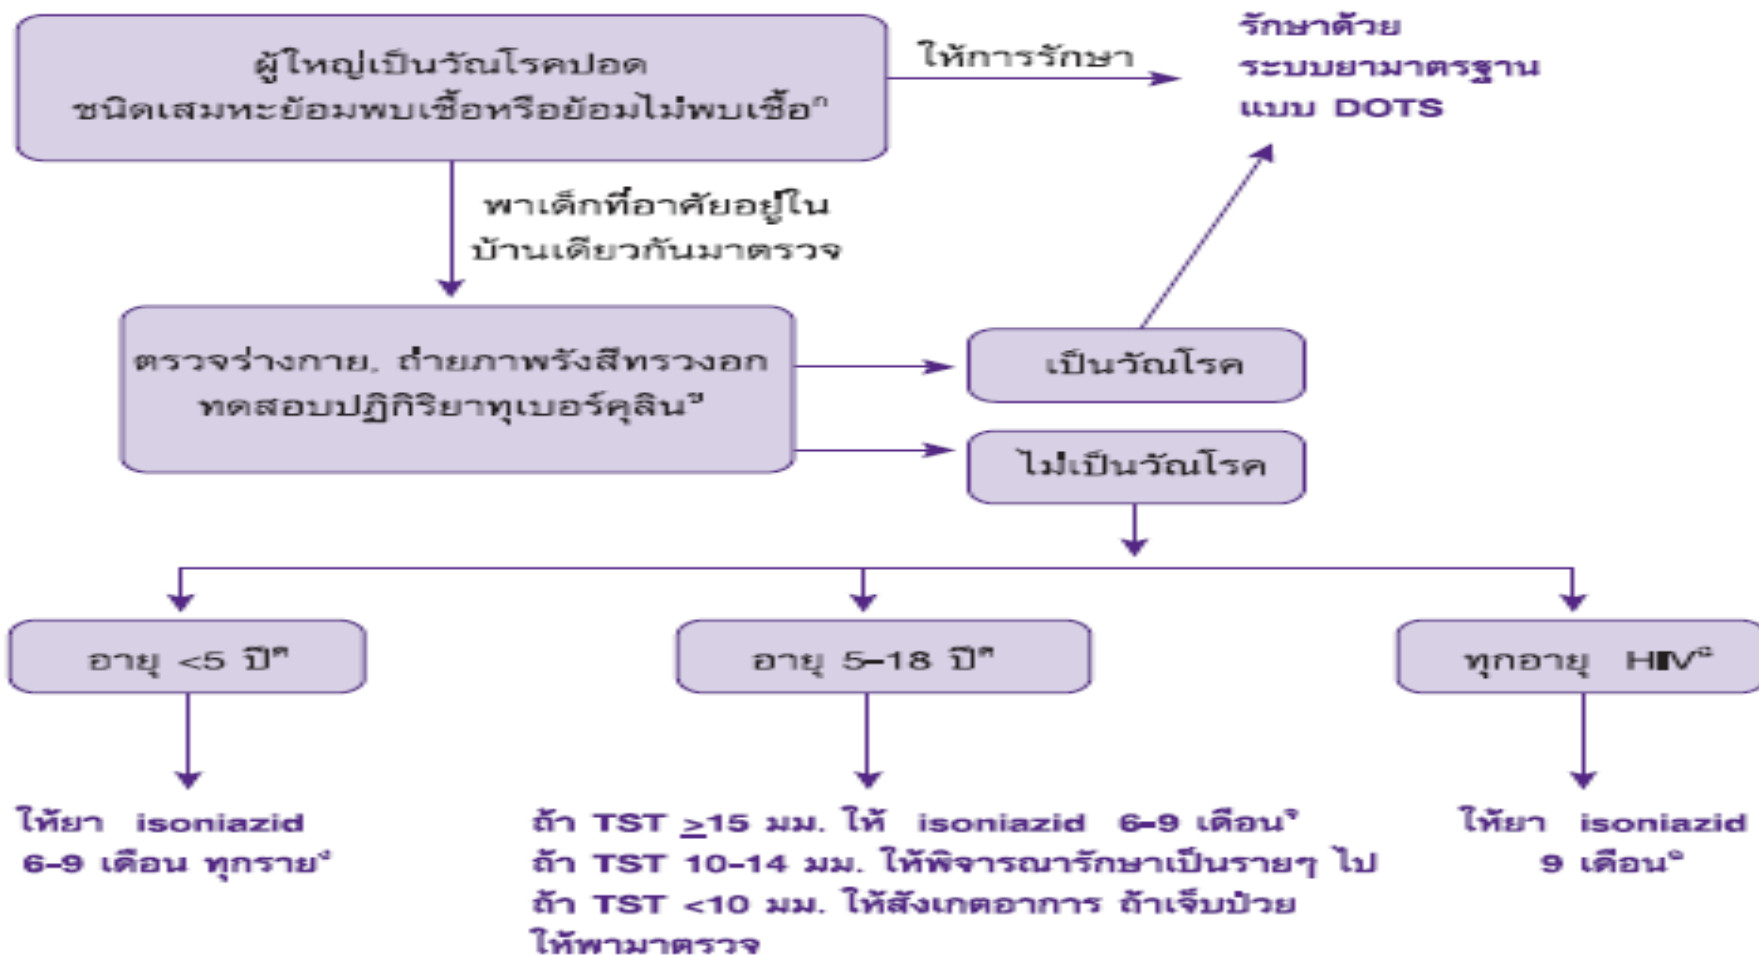 ผู้ใหญ่เป็นวัณโรคปอด
ชนิดเสมหะย้อมพบเชื้อหรือย้อมไม่พบเชื้อก
ให้การรักษา
รักษาด้วย
ระบบยามาตรฐาน
แบบ DOTS
พาเด็กที่อาศัยอยู่ใน
บ้านเดียวกันมาตรวจ
ตรวจร่างกาย, ถ่ายภาพรังสีทรวงอก
ทดสอบปฏิกิริยาทุเบอร์คุลินข
เป็นวัณโรค
ไม่เป็นวัณโรค
อายุ <5 ปีค
อายุ 5-18 ปีค
ทุกอายุ HIV
ให้ยา isoniazid
6-9 เดือน ทุกรายง
ถ้า TST ≥15 มม. ให้ isoniazid 6-9 เดือนจ
ถ้า TST 10-14 มม. ให้พิจารณารักษาเป็นรายๆ ไป
ถ้า TST <10 มม. ให้สังเกตอาการ ถ้าเจ็บป่วย
ให้พามาตรวจ
ให้ยา isoniazid
9 เดือน